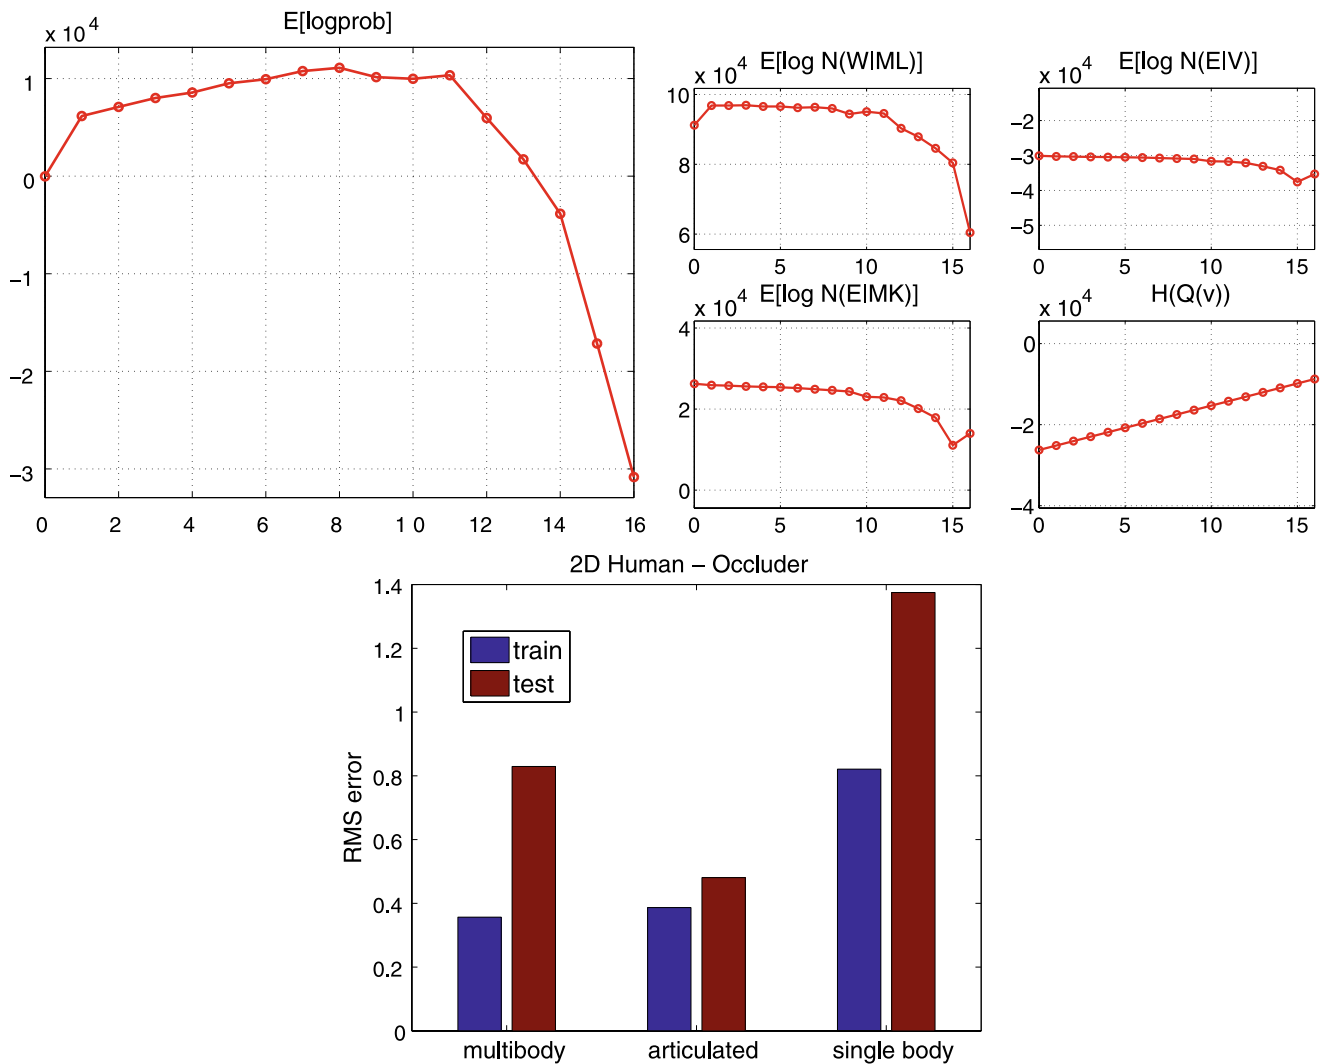 E[logprob]
x 10^4
1
0
−1
−2
−3
0 2 4 6 8 1 0 12 14 16
E[log N(W|ML)]
x 10^4
10
8
6
0 5 10 15
E[log N(E|V)]
x 10^4
−2
−3
−4
−5
0 5 10 15
E[log N(E|MK)]
x 10^4
4
2
0
0 5 10 15
H(Q(v))
x 10^4
0
−2
−4
0 5 10 15
2D Human − Occluder
1.4
1.2
1
0.8
0.6
0.4
0.2
0
RMS error
train
test
multibody articulated single body